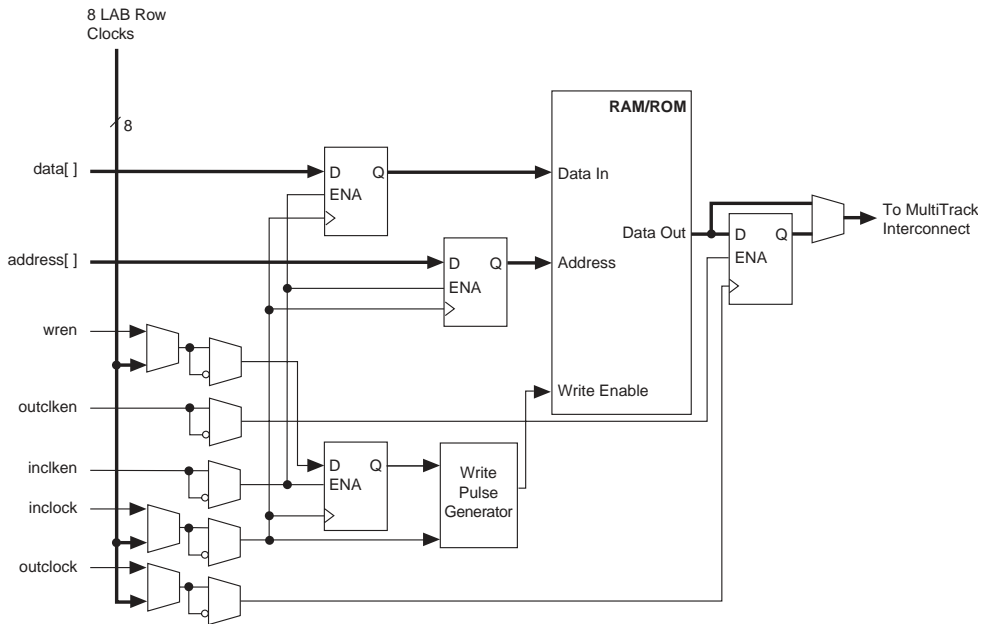 8 LAB Row
Clocks
8
RAM/ROM
data[ ]
D Q
ENA
Data In
Data Out
To MultiTrack
Interconnect
D Q
ENA
address[ ]
D Q
ENA
Address
wren
Write Enable
outclken
inclken
D Q
ENA
Write
Pulse
Generator
inclock
outclock